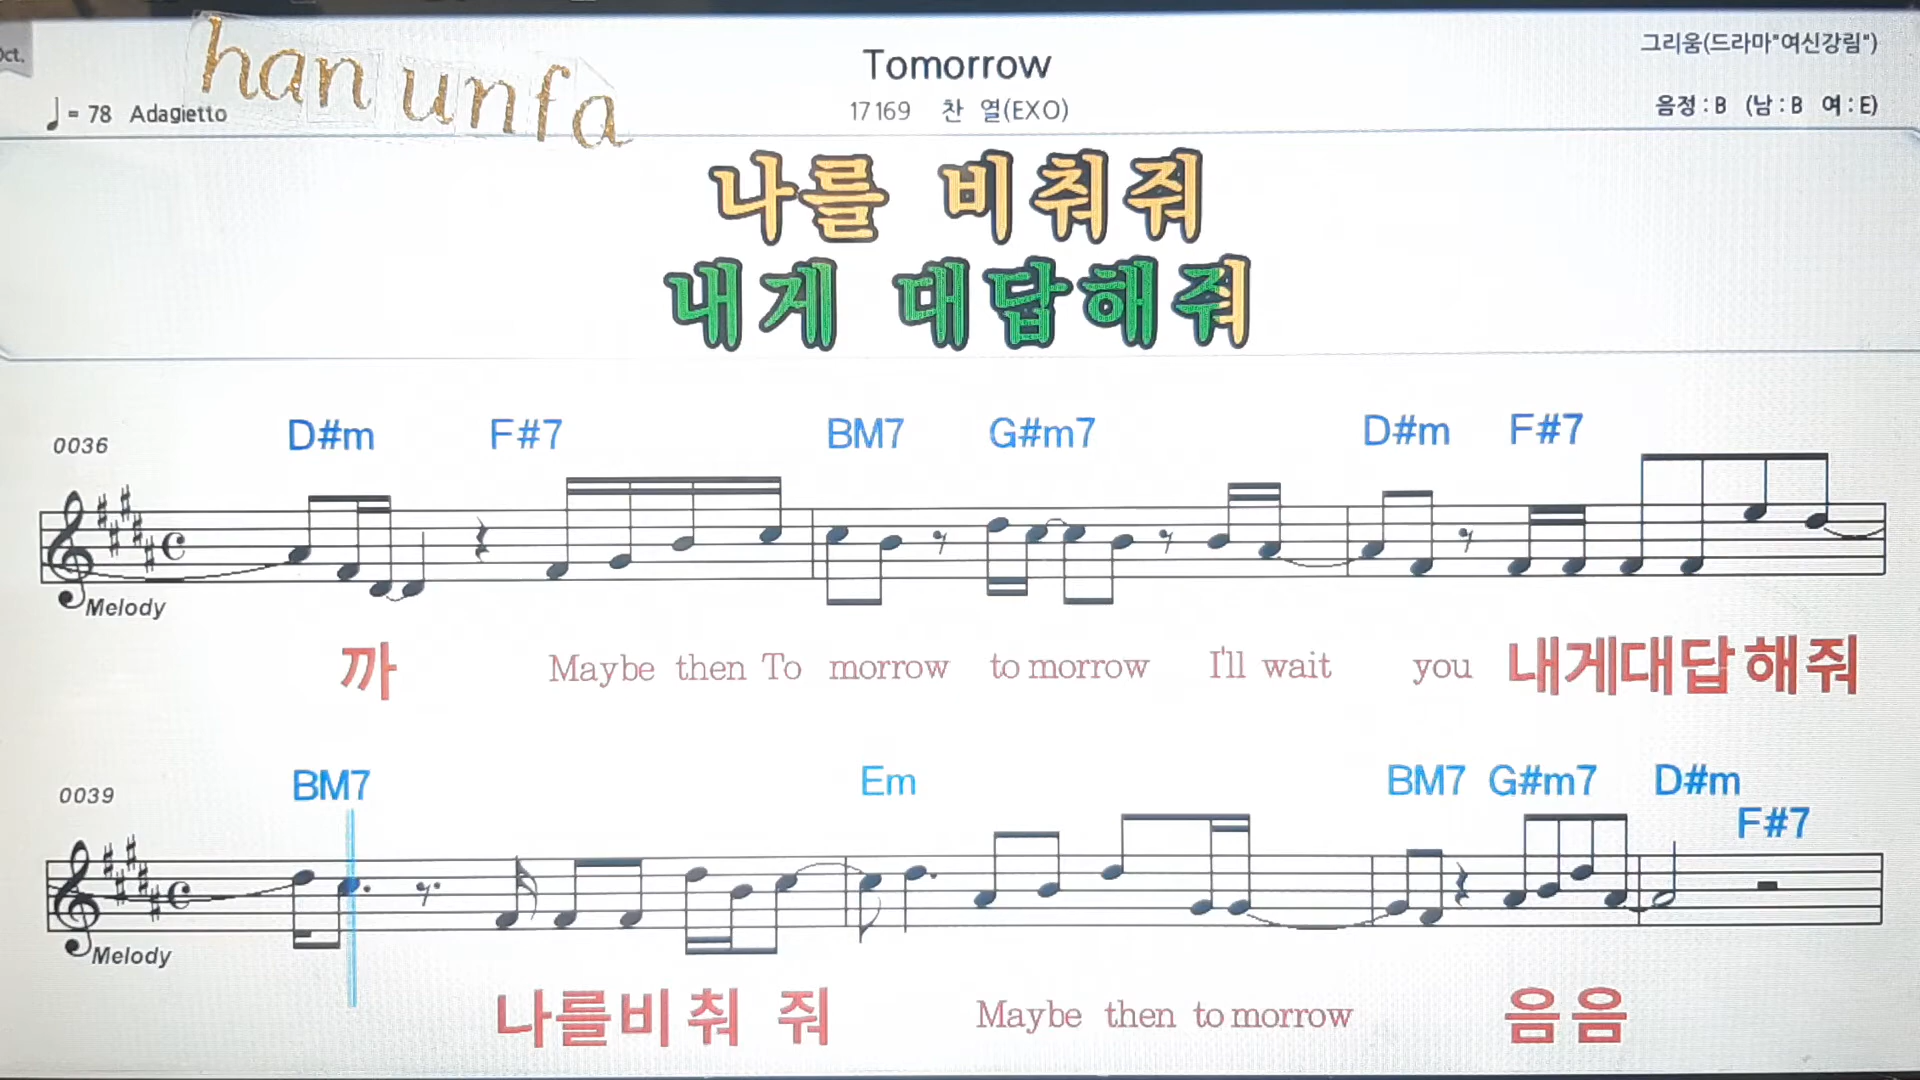 Oct.
han unfa
Tomorrow
그리움(드라마"여신강림")
♩ = 78 Adagietto
17169 찬 열(EXO)
음정 : B (남 : B 여 : E)
나를 비춰줘
내게 대답해줘
0036
D#m F#7 BM7 G#m7 D#m F#7
Melody
까 Maybe then To morrow to morrow I'll wait you 내게대답해줘
0039
BM7 Em BM7 G#m7 D#m
F#7
Melody
나를비춰 줘 Maybe then to morrow 음음